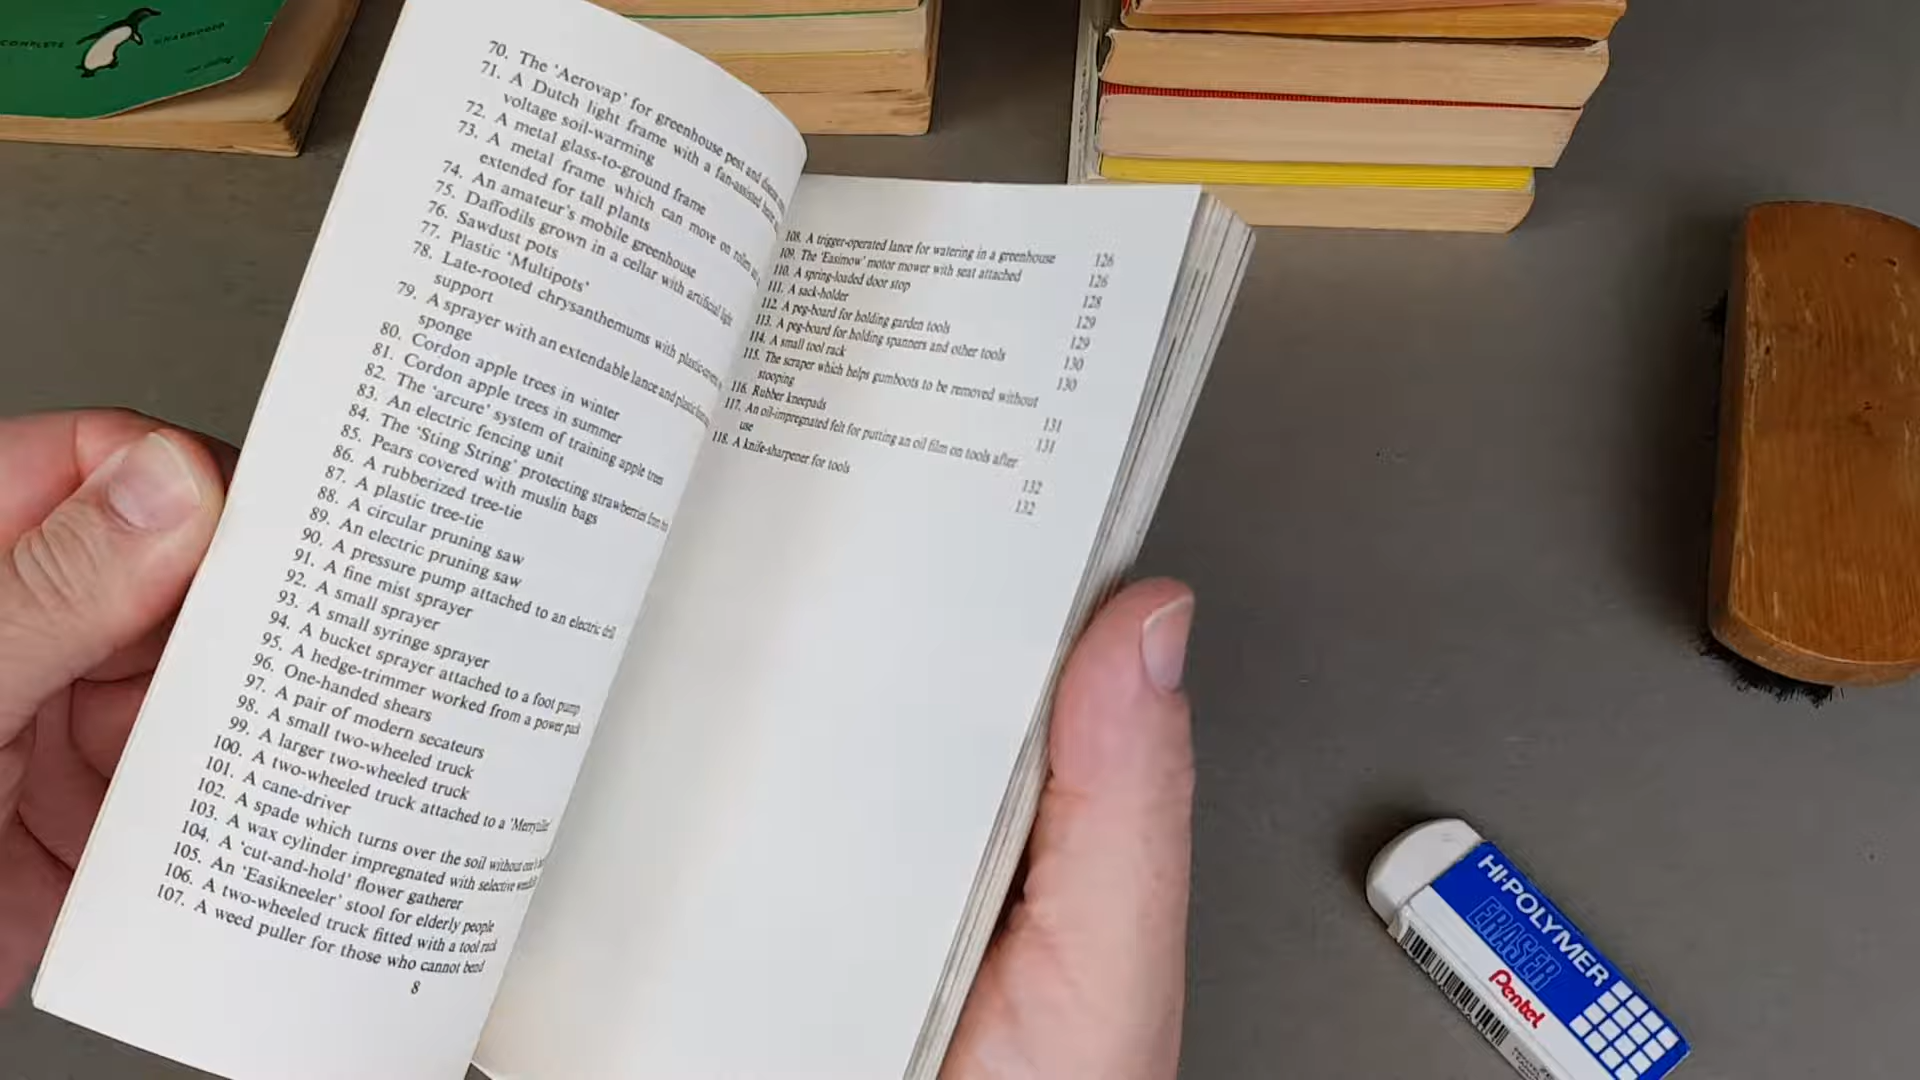 COMPLETE
UNABRIDGED
70. The 'Aerovap' for greenhouse pest and disease
71. A Dutch light frame with a fan-assisted
voltage soil-warming
72. A metal glass-to-ground frame
73. A metal frame which can move on
extended for tall plants
74. An amateur's mobile greenhouse
75. Daffodils grown in a cellar with artificial light
76. Sawdust pots
77. Plastic 'Multipots'
78. Late-rooted chrysanthemums with
support
79. A sprayer with an extendable lance and plastic
sponge
80. Cordon apple trees in winter
81. Cordon apple trees in summer
82. The 'arcure' system of training apple trees
83. An electric fencing unit
84. The 'Sting String' protecting strawberries from
85. Pears covered with muslin bags
86. A rubberized tree-tie
87. A plastic tree-tie
88. A circular pruning saw
89. An electric pruning saw
90. A pressure pump attached to an electric drill
91. A fine mist sprayer
92. A small sprayer
93. A small syringe sprayer
94. A bucket sprayer attached to a foot pump
95. A hedge-trimmer worked from a power pack
96. One-handed shears
97. A pair of modern secateurs
98. A small two-wheeled truck
99. A larger two-wheeled truck
100. A two-wheeled truck attached to a
101. A cane-driver
102. A spade which turns over the soil without
103. A wax cylinder impregnated with selective
104. A 'cut-and-hold' flower gatherer
105. An 'Easikneeler' stool for elderly people
106. A two-wheeled truck fitted with a tool rack
107. A weed puller for those who cannot bend
8
108. A trigger-operated lance for watering in a greenhouse 126
109. The 'Easimow' motor mower with seat attached 126
110. A spring-loaded door stop 128
111. A sack-holder 129
112. A peg-board for holding garden tools 129
113. A peg-board for holding spanners and other tools 130
114. A small tool rack 130
115. The scraper which helps gumboots to be removed without
stooping 131
116. Rubber kneepads 131
117. An oil-impregnated felt for putting an oil film on tools after
use 132
118. A knife-sharpener for tools 132
HI-POLYMER
ERASER
Pentel